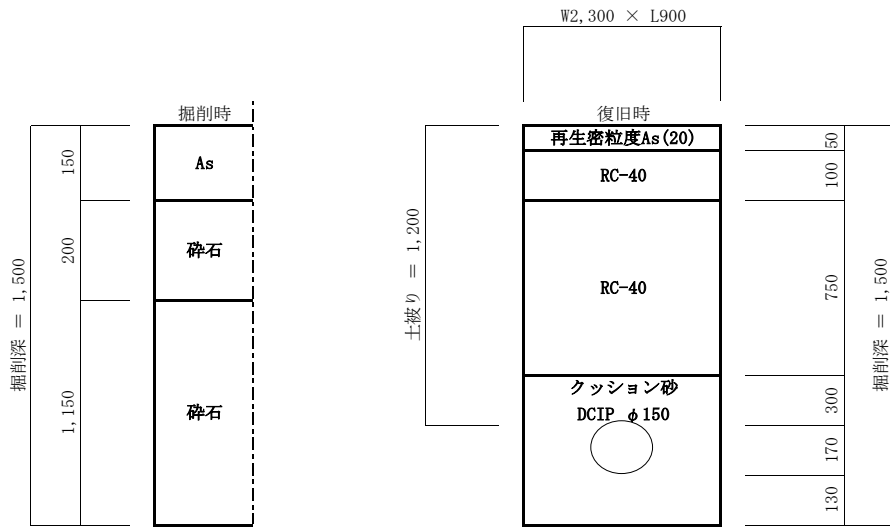 W2,300 × L900
掘削時
復旧時
掘削深 = 1,500
150
200
1,150
As
砕石
砕石
土被り = 1,200
再生密粒度As(20)
RC-40
RC-40
クッション砂
DCIP φ150
50
100
750
300
170
130
掘削深 = 1,500